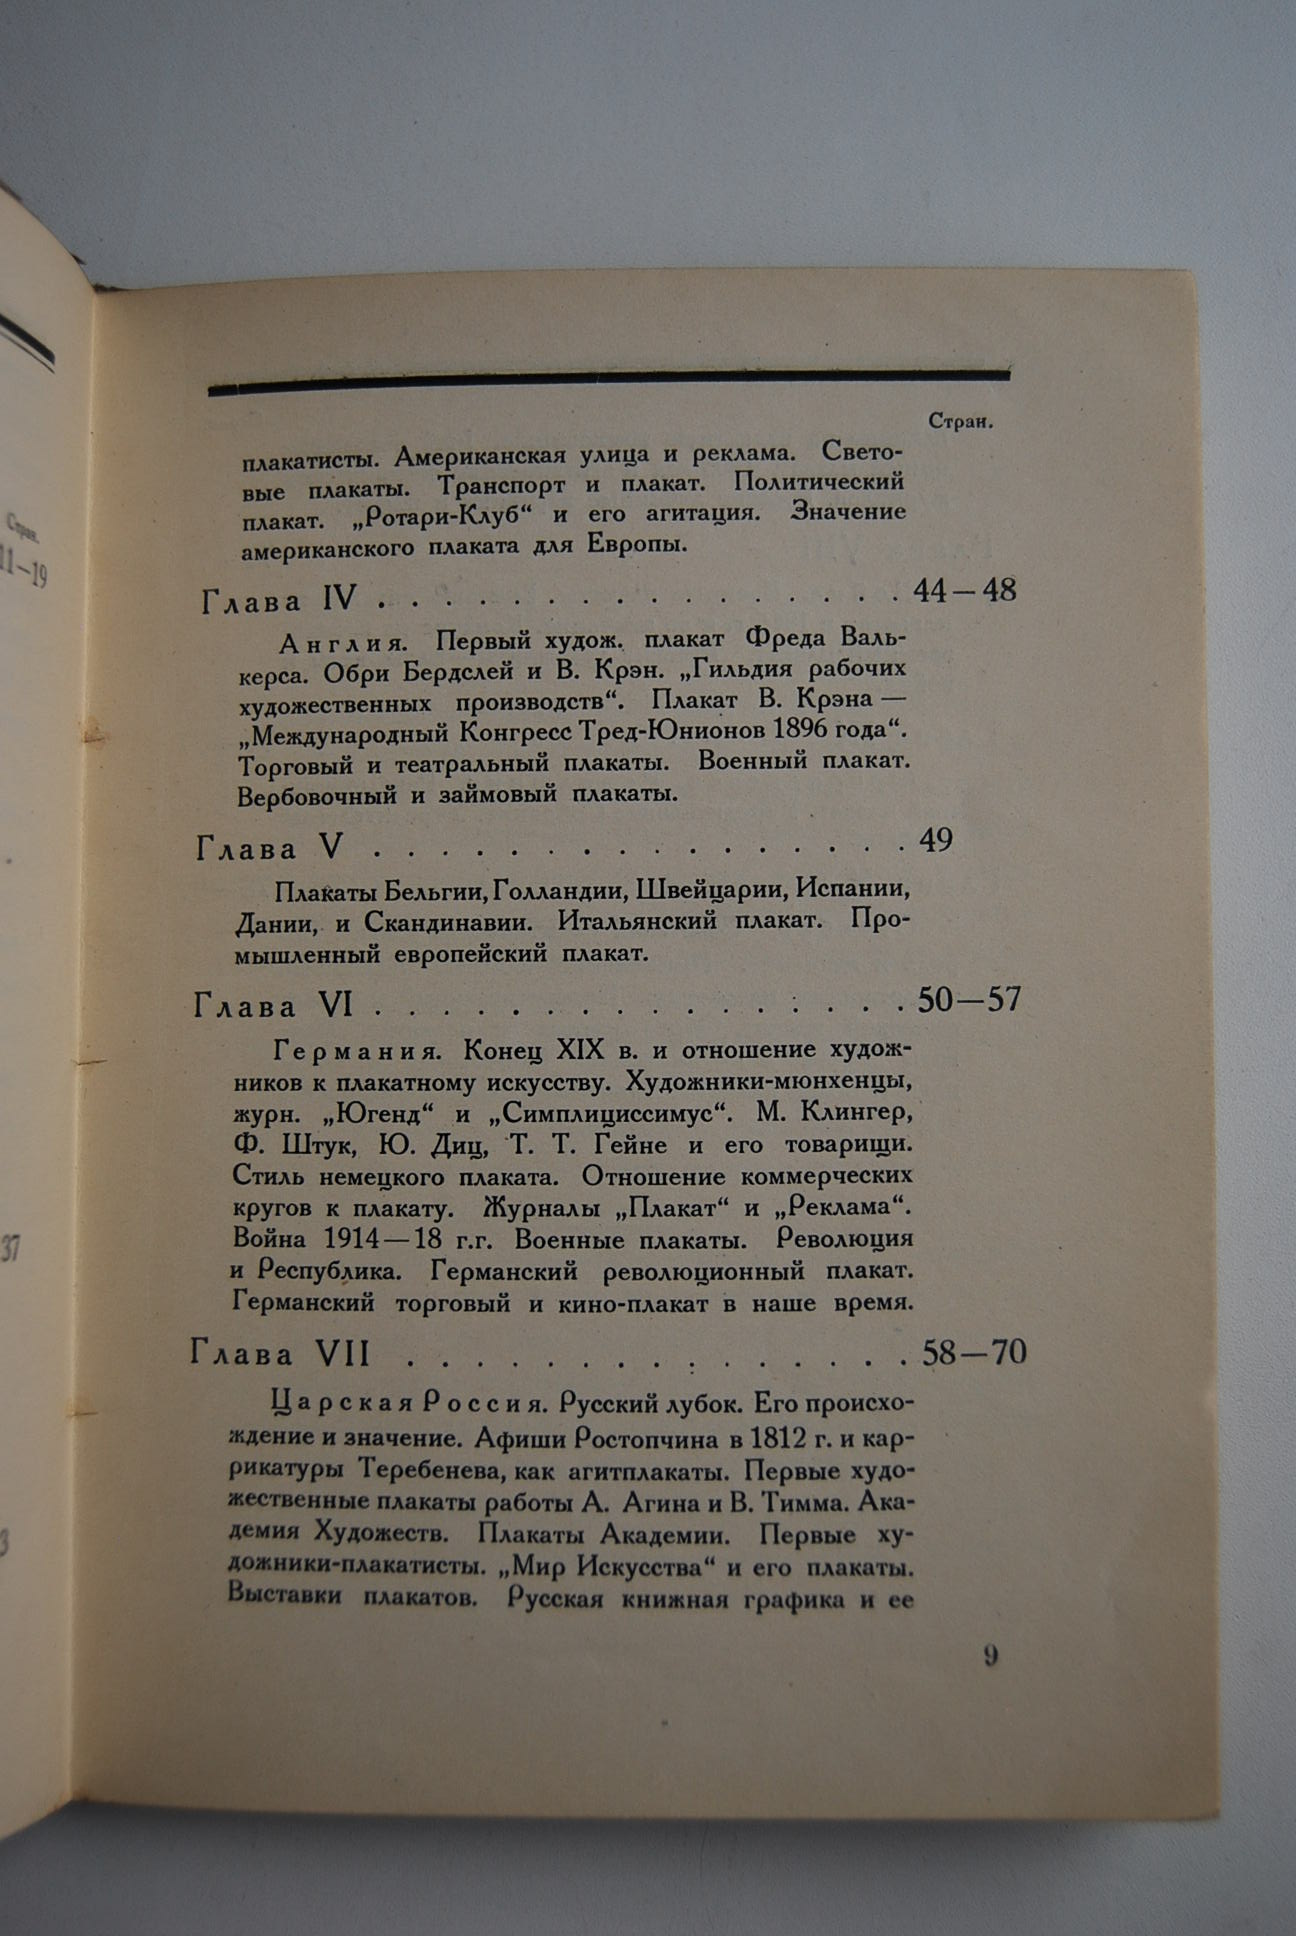 Стран.
11—19
37
3
Стран.
плакатисты. Американская улица и реклама. Свето-
вые плакаты. Транспорт и плакат. Политический
плакат. „Ротари-Клуб“ и его агитация. Значение
американского плаката для Европы.
Глава IV . . . . . . . . . . . . . . . . 44—48
Англия. Первый худож. плакат Фреда Валь-
керса. Обри Бердслей и В. Крэн. „Гильдия рабочих
художественных производств“. Плакат В. Крэна —
„Международный Конгресс Тред-Юнионов 1896 года“.
Торговый и театральный плакаты. Военный плакат.
Вербовочный и займовый плакаты.
Глава V . . . . . . . . . . . . . . . . 49
Плакаты Бельгии, Голландии, Швейцарии, Испании,
Дании, и Скандинавии. Итальянский плакат. Про-
мышленный европейский плакат.
Глава VI . . . . . . . . . . . . . . . . 50—57
Германия. Конец XIX в. и отношение худож-
ников к плакатному искусству. Художники-мюнхенцы,
журн. „Югенд“ и „Симплициссимус“. М. Клингер,
Ф. Штук, Ю. Диц, Т. Т. Гейне и его товарищи.
Стиль немецкого плаката. Отношение коммерческих
кругов к плакату. Журналы „Плакат“ и „Реклама“.
Война 1914—18 г.г. Военные плакаты. Революция
и Республика. Германский революционный плакат.
Германский торговый и кино-плакат в наше время.
Глава VII . . . . . . . . . . . . . . . 58—70
Царская Россия. Русский лубок. Его происхо-
ждение и значение. Афиши Ростопчина в 1812 г. и кар-
рикатуры Теребенева, как агитплакаты. Первые худо-
жественные плакаты работы А. Агина и В. Тимма. Ака-
демия Художеств. Плакаты Академии. Первые ху-
дожники-плакатисты. „Мир Искусства“ и его плакаты.
Выставки плакатов. Русская книжная графика и ее
9